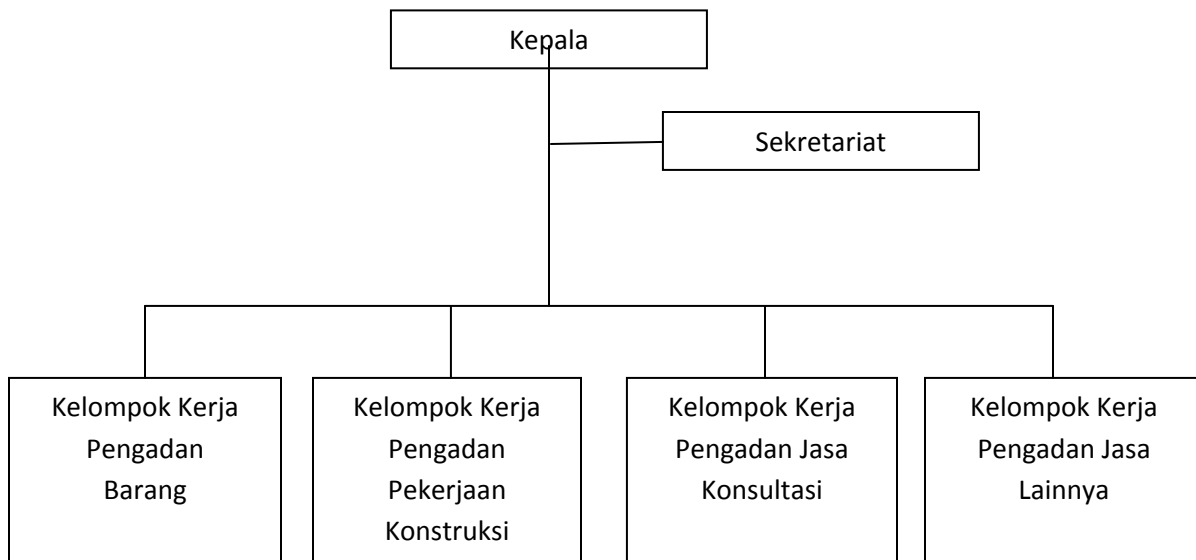 Kepala
Sekretariat
Kelompok Kerja
Pengadan
Barang
Kelompok Kerja
Pengadan
Pekerjaan
Konstruksi
Kelompok Kerja
Pengadan Jasa
Konsultasi
Kelompok Kerja
Pengadan Jasa
Lainnya